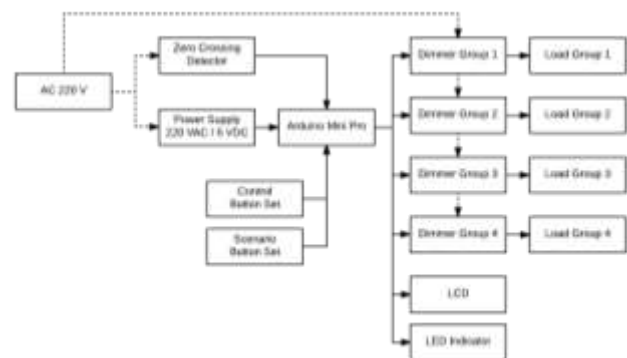 AC 220 V
Zero Crossing
Detector
Power Supply
220 VAC / 5 VDC
Arduino Mini Pro
Control
Button Set
Scenario
Button Set
Dimmer Group 1
Load Group 1
Dimmer Group 2
Load Group 2
Dimmer Group 3
Load Group 3
Dimmer Group 4
Load Group 4
LCD
LED Indicator